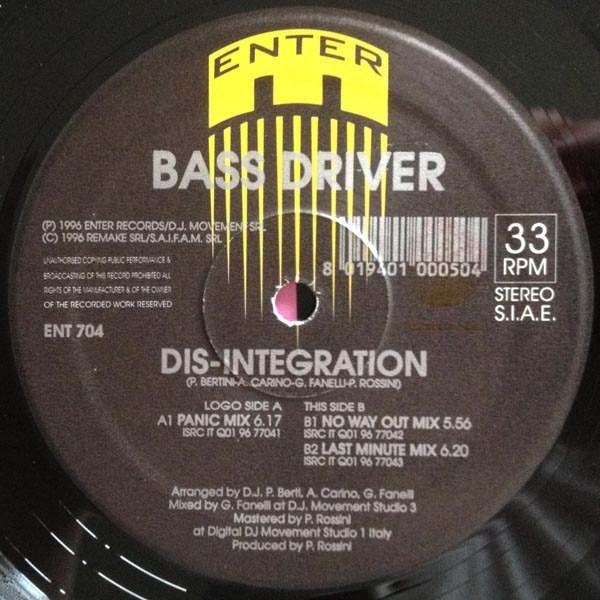 ENTER
BASS DRIVER
(P) 1996 ENTER RECORDS/D.J. MOVEMENT SRL
(C) 1996 REMAKE SRL/S.A.I.F.A.M. SRL
UNAUTHORISED COPYING PUBLIC PERFORMANCE &
BROADCASTING OF THIS RECORD PROHIBITED ALL
RIGHTS OF THE MANUFACTURER & OF THE OWNER
OF THE RECORDED WORK RESERVED
ENT 704
8 019401 000504
33
RPM
STEREO
S.I.A.E.
DIS-INTEGRATION
(P. BERTINI-A. CARINO-G. FANELLI-P. ROSSINI)
LOGO SIDE A
A1 PANIC MIX 6.17
ISRC IT Q01 96 77041
THIS SIDE B
B1 NO WAY OUT MIX 5.56
ISRC IT Q01 96 77042
B2 LAST MINUTE MIX 6.20
ISRC IT Q01 96 77043
Arranged by D.J. P. Berti, A. Carino, G. Fanelli
Mixed by G. Fanelli at D.J. Movement Studio 3
Mastered by P. Rossini
at Digital DJ Movement Studio 1 Italy
Produced by P. Rossini